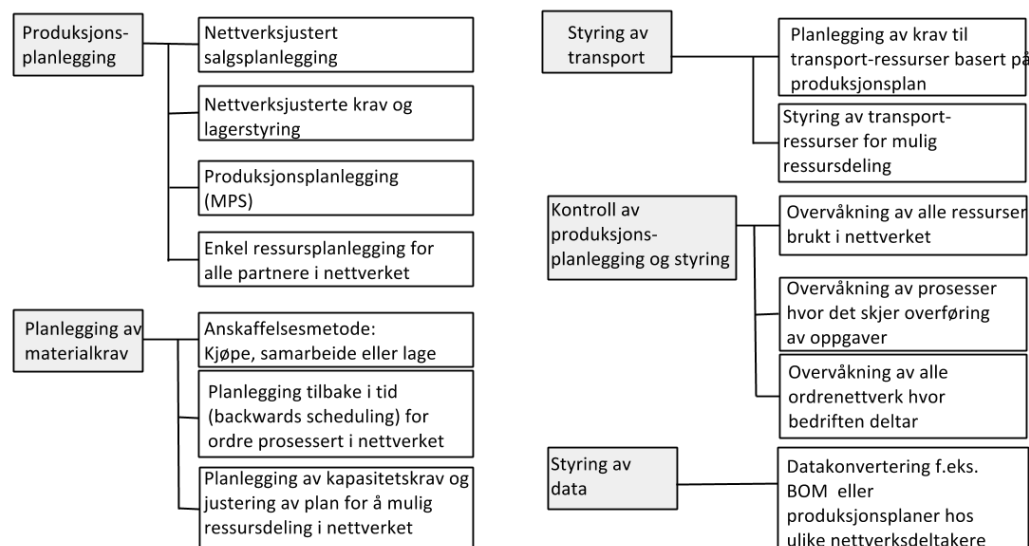 Produksjons-
planlegging
Nettverksjustert
salgsplanlegging
Nettverksjusterte krav og
lagerstyring
Produksjonsplanlegging
(MPS)
Enkel ressursplanlegging for
alle partnere i nettverket
Planlegging av
materialkrav
Anskaffelsesmetode:
Kjøpe, samarbeide eller lage
Planlegging tilbake i tid
(backwards scheduling) for
ordre prosessert i nettverket
Planlegging av kapasitetskrav og
justering av plan for å mulig
ressursdeling i nettverket
Styring av
transport
Planlegging av krav til
transport-ressurser basert på
produksjonsplan
Styring av transport-
ressurser for mulig
ressursdeling
Kontroll av
produksjons-
planlegging og styring
Overvåkning av alle ressurser
brukt i nettverket
Overvåkning av prosesser
hvor det skjer overføring
av oppgaver
Overvåkning av alle
ordrenettverk hvor
bedriften deltar
Styring av
data
Datakonvertering f.eks.
BOM eller
produksjonsplaner hos
ulike nettverksdeltakere